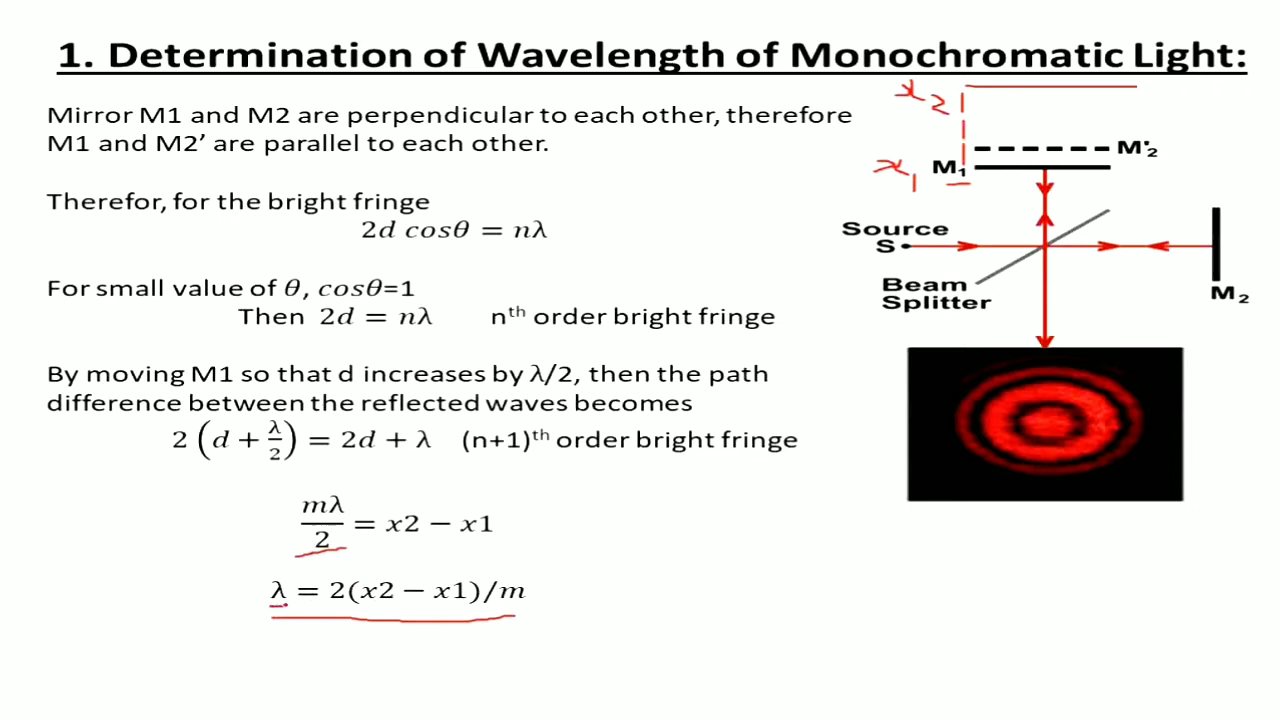 1. Determination of Wavelength of Monochromatic Light:
Mirror M1 and M2 are perpendicular to each other, therefore
M1 and M2’ are parallel to each other.
Therefor, for the bright fringe
2d cosθ = nλ
For small value of θ, cosθ=1
Then 2d = nλ nᵗʰ order bright fringe
By moving M1 so that d increases by λ/2, then the path
difference between the reflected waves becomes
2 (d + λ/2) = 2d + λ (n+1)ᵗʰ order bright fringe
mλ/2 = x2 − x1
λ = 2(x2 − x1)/m
x2
M'2
x1 M1
Source
S
Beam
Splitter
M2